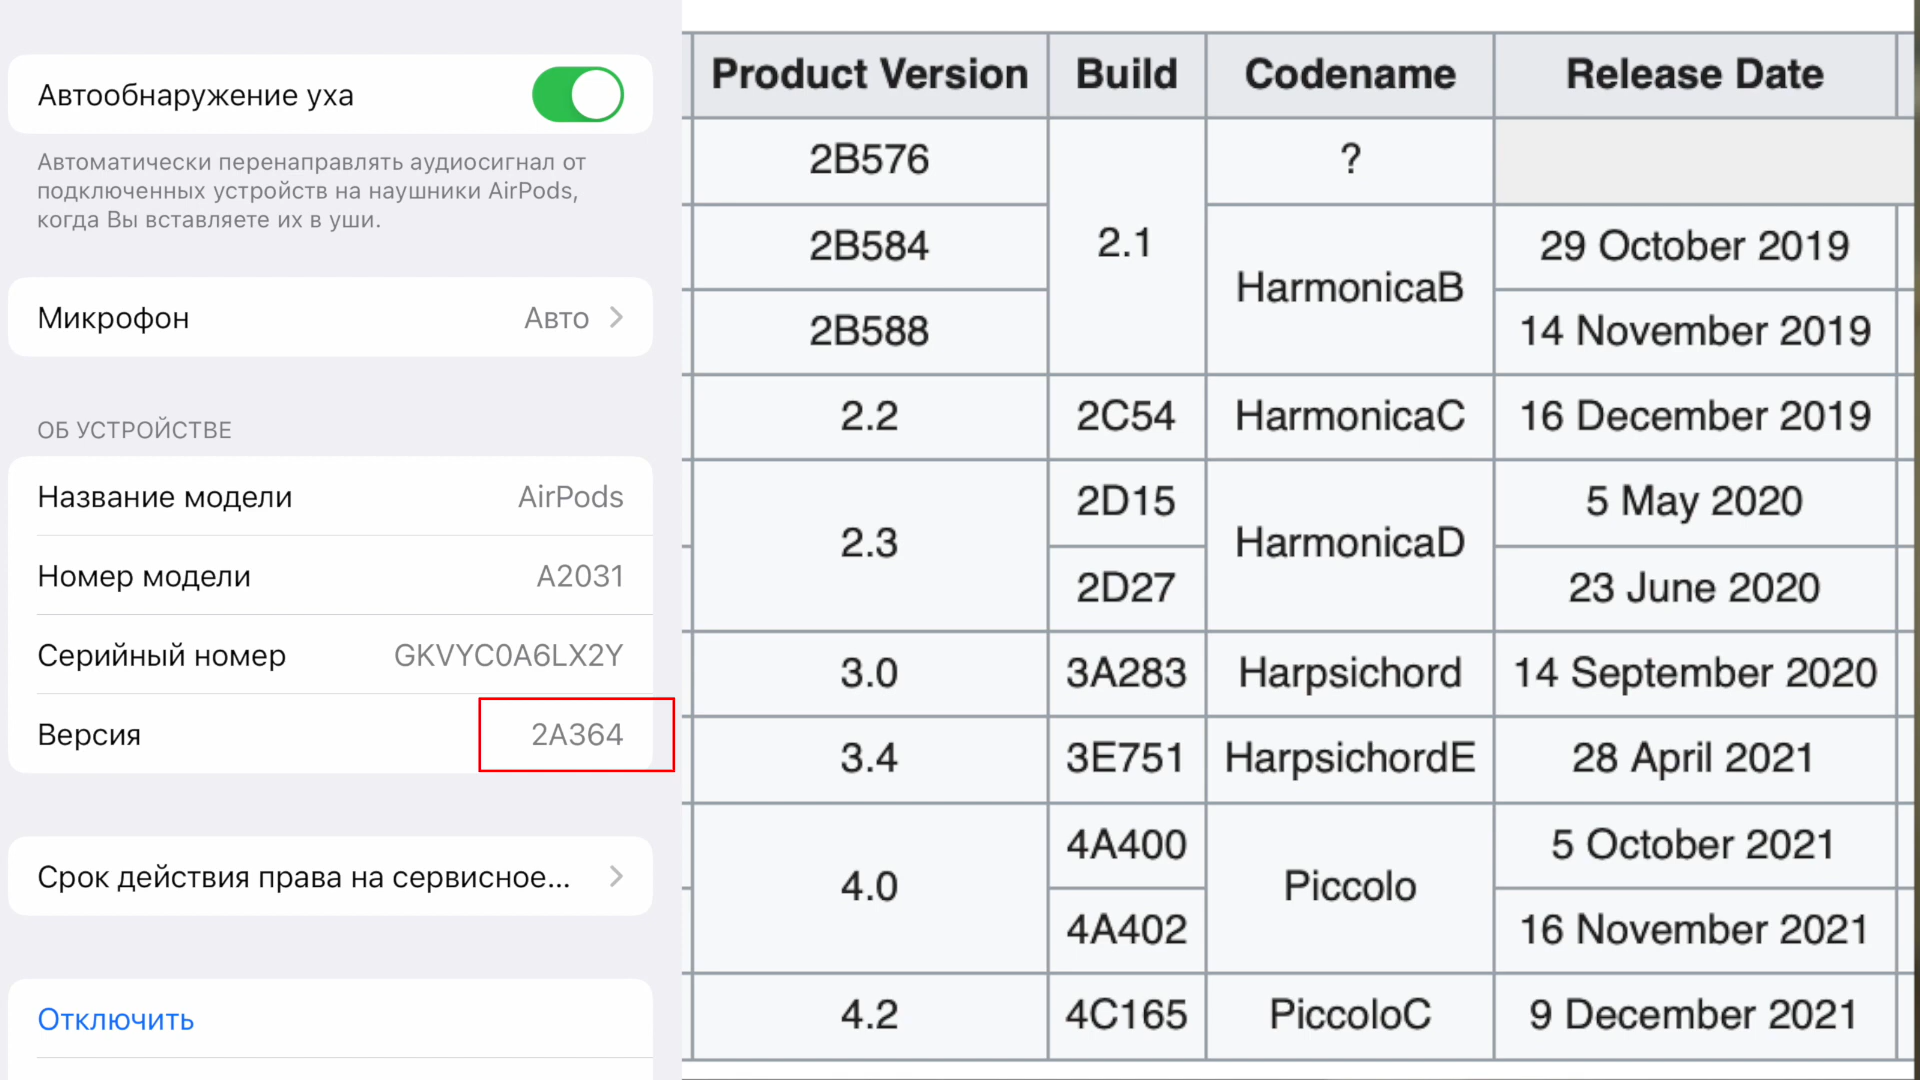 Автообнаружение уха
Автоматически перенаправлять аудиосигнал от
подключенных устройств на наушники AirPods,
когда Вы вставляете их в уши.
Микрофон Авто
ОБ УСТРОЙСТВЕ
Название модели AirPods
Номер модели A2031
Серийный номер GKVYC0A6LX2Y
Версия 2A364
Срок действия права на сервисное...
Отключить
Product Version Build Codename Release Date
2B576 2.1 ?
2B584 HarmonicaB 29 October 2019
2B588 14 November 2019
2.2 2C54 HarmonicaC 16 December 2019
2.3 2D15 HarmonicaD 5 May 2020
2D27 23 June 2020
3.0 3A283 Harpsichord 14 September 2020
3.4 3E751 HarpsichordE 28 April 2021
4.0 4A400 Piccolo 5 October 2021
4A402 16 November 2021
4.2 4C165 PiccoloC 9 December 2021